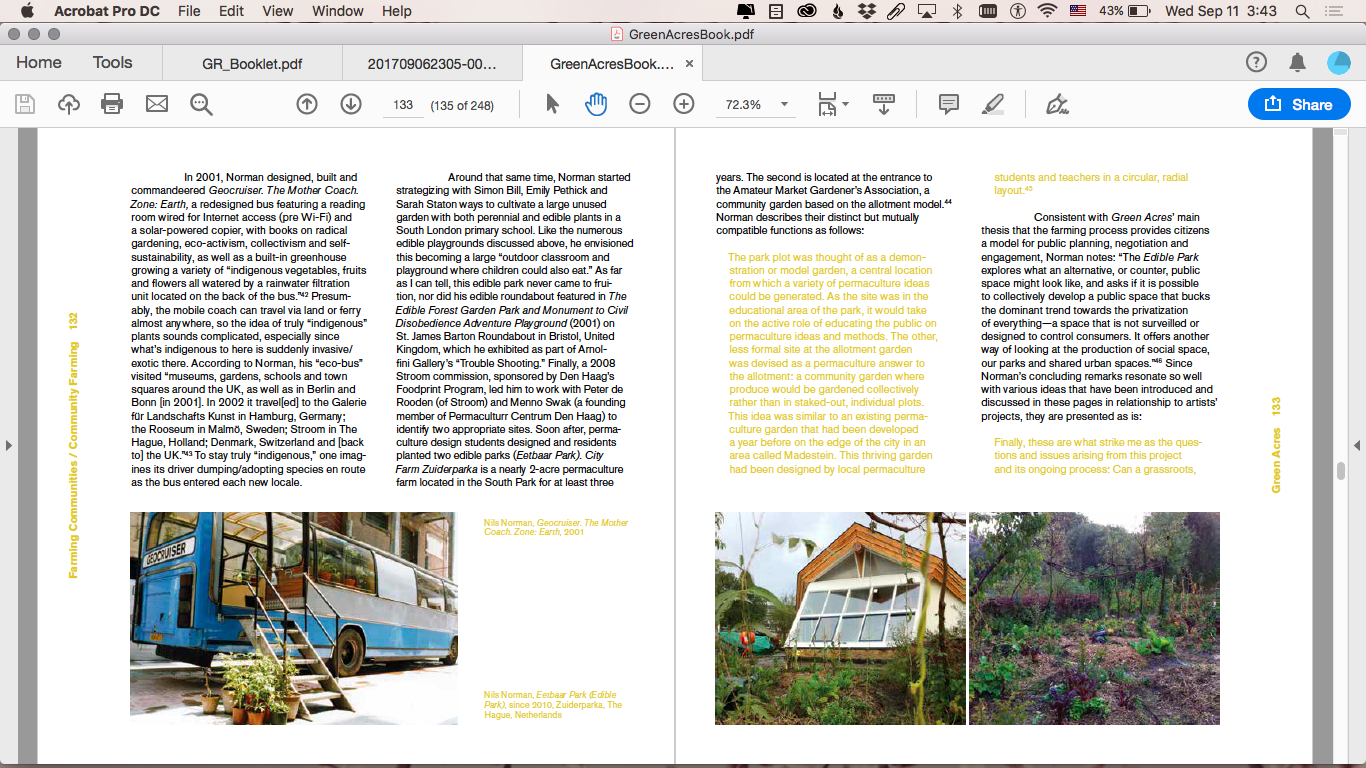 Acrobat Pro DC File Edit View Window Help
43% Wed Sep 11 3:43
GreenAcresBook.pdf
Home Tools GR_Booklet.pdf 201709062305-00... GreenAcresBook.... ×
133 (135 of 248) 72.3% Share
Farming Communities / Community Farming 132
In 2001, Norman designed, built and
commandeered Geocruiser. The Mother Coach.
Zone: Earth, a redesigned bus featuring a reading
room wired for Internet access (pre Wi-Fi) and
a solar-powered copier, with books on radical
gardening, eco-activism, collectivism and self-
sustainability, as well as a built-in greenhouse
growing a variety of “indigenous vegetables, fruits
and flowers all watered by a rainwater filtration
unit located on the back of the bus.”42 Presum-
ably, the mobile coach can travel via land or ferry
almost anywhere, so the idea of truly “indigenous”
plants sounds complicated, especially since
what’s indigenous to here is suddenly invasive/
exotic there. According to Norman, his “eco-bus”
visited “museums, gardens, schools and town
squares around the UK, as well as in Berlin and
Bonn [in 2001]. In 2002 it travel[ed] to the Galerie
für Landschafts Kunst in Hamburg, Germany;
the Rooseum in Malmö, Sweden; Stroom in The
Hague, Holland; Denmark, Switzerland and [back
to] the UK.”43 To stay truly “indigenous,” one imag-
ines its driver dumping/adopting species en route
as the bus entered each new locale.
Around that same time, Norman started
strategizing with Simon Bill, Emily Pethick and
Sarah Staton ways to cultivate a large unused
garden with both perennial and edible plants in a
South London primary school. Like the numerous
edible playgrounds discussed above, he envisioned
this becoming a large “outdoor classroom and
playground where children could also eat.” As far
as I can tell, this edible park never came to frui-
tion, nor did his edible roundabout featured in The
Edible Forest Garden Park and Monument to Civil
Disobedience Adventure Playground (2001) on
St. James Barton Roundabout in Bristol, United
Kingdom, which he exhibited as part of Arnol-
fini Gallery’s “Trouble Shooting.” Finally, a 2008
Stroom commission, sponsored by Den Haag’s
Foodprint Program, led him to work with Peter de
Rooden (of Stroom) and Menno Swak (a founding
member of Permacultur Centrum Den Haag) to
identify two appropriate sites. Soon after, perma-
culture design students designed and residents
planted two edible parks (Eetbaar Park). City
Farm Zuiderparka is a nearly 2-acre permaculture
farm located in the South Park for at least three
GEOCRUISER
Nils Norman, Geocruiser. The Mother
Coach. Zone: Earth, 2001
Nils Norman, Eetbaar Park (Edible
Park), since 2010, Zuiderparka, The
Hague, Netherlands
years. The second is located at the entrance to
the Amateur Market Gardener’s Association, a
community garden based on the allotment model.44
Norman describes their distinct but mutually
compatible functions as follows:
The park plot was thought of as a demon-
stration or model garden, a central location
from which a variety of permaculture ideas
could be generated. As the site was in the
educational area of the park, it would take
on the active role of educating the public on
permaculture ideas and methods. The other,
less formal site at the allotment garden
was devised as a permaculture answer to
the allotment: a community garden where
produce would be gardened collectively
rather than in staked-out, individual plots.
This idea was similar to an existing perma-
culture garden that had been developed
a year before on the edge of the city in an
area called Madestein. This thriving garden
had been designed by local permaculture
students and teachers in a circular, radial
layout.45
Consistent with Green Acres’ main
thesis that the farming process provides citizens
a model for public planning, negotiation and
engagement, Norman notes: “The Edible Park
explores what an alternative, or counter, public
space might look like, and asks if it is possible
to collectively develop a public space that bucks
the dominant trend towards the privatization
of everything—a space that is not surveilled or
designed to control consumers. It offers another
way of looking at the production of social space,
our parks and shared urban spaces.”46 Since
Norman’s concluding remarks resonate so well
with various ideas that have been introduced and
discussed in these pages in relationship to artists’
projects, they are presented as is:
Finally, these are what strike me as the ques-
tions and issues arising from this project
and its ongoing process: Can a grassroots,
Green Acres 133